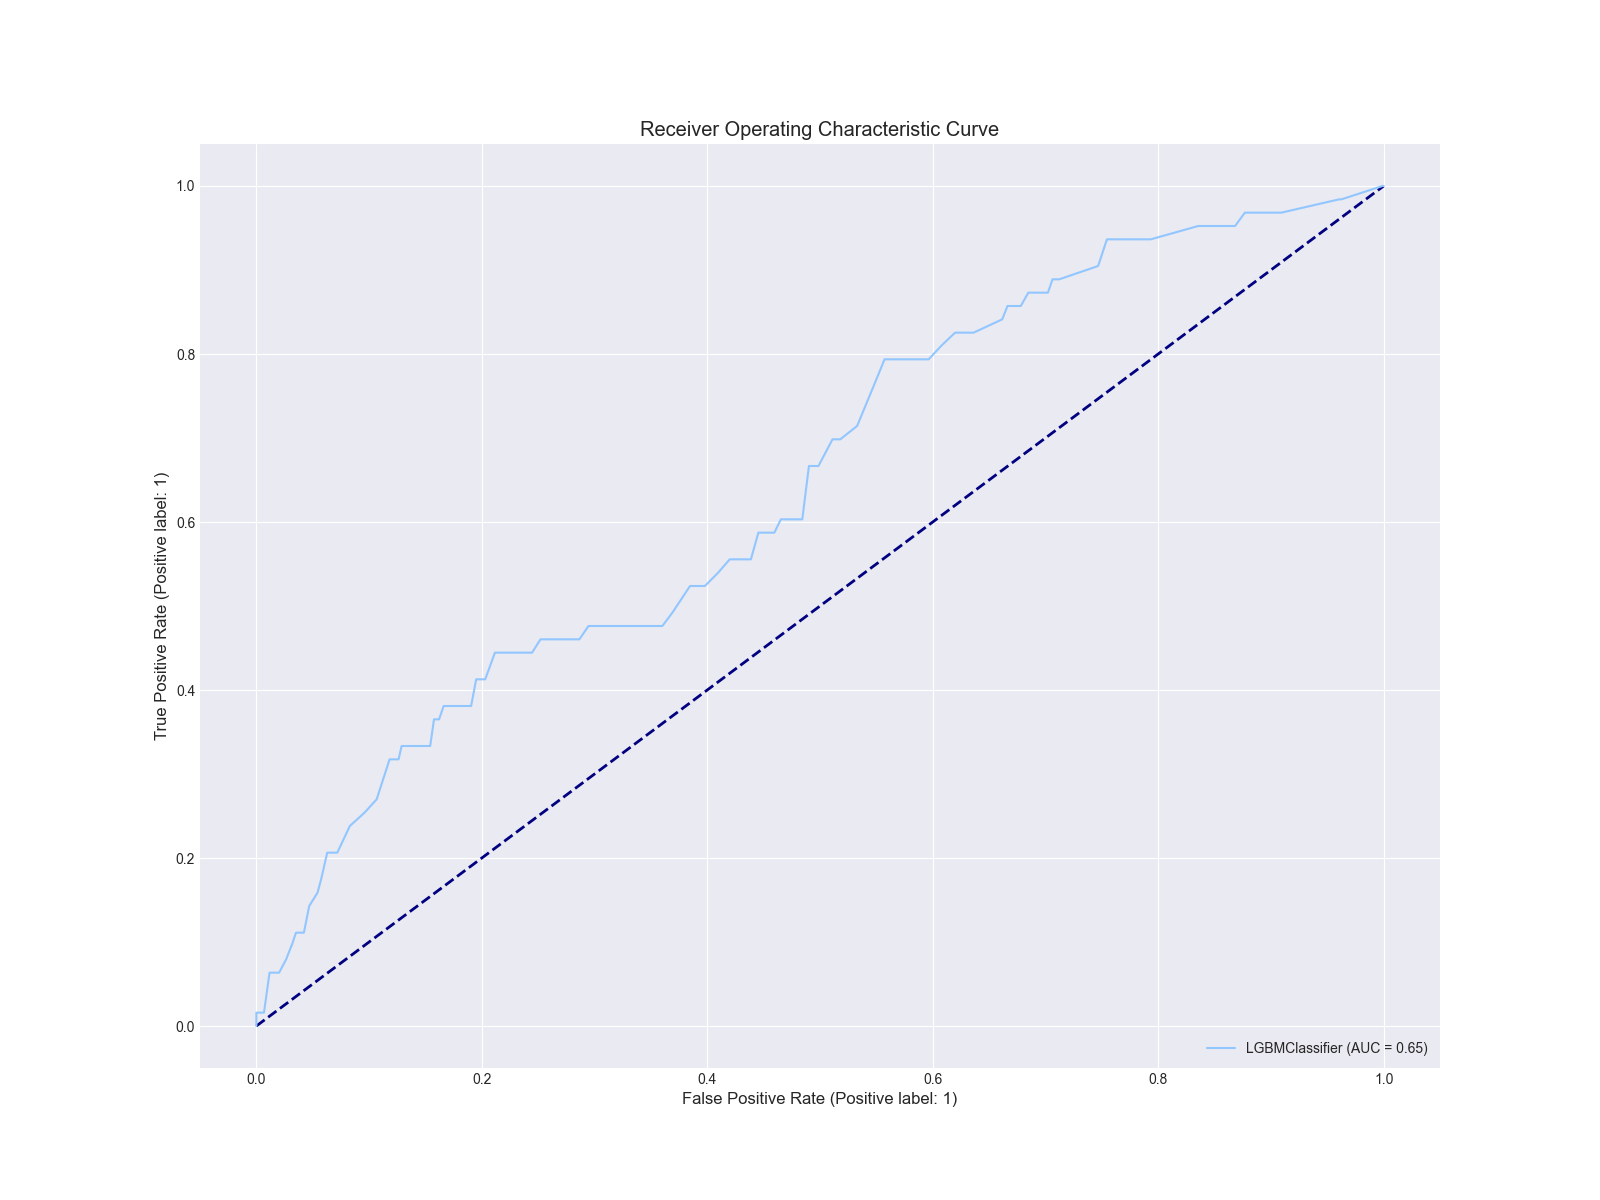 Receiver Operating Characteristic Curve
True Positive Rate (Positive label: 1)
1.0
0.8
0.6
0.4
0.2
0.0
LGBMClassifier (AUC = 0.65)
0.0 0.2 0.4 0.6 0.8 1.0
False Positive Rate (Positive label: 1)